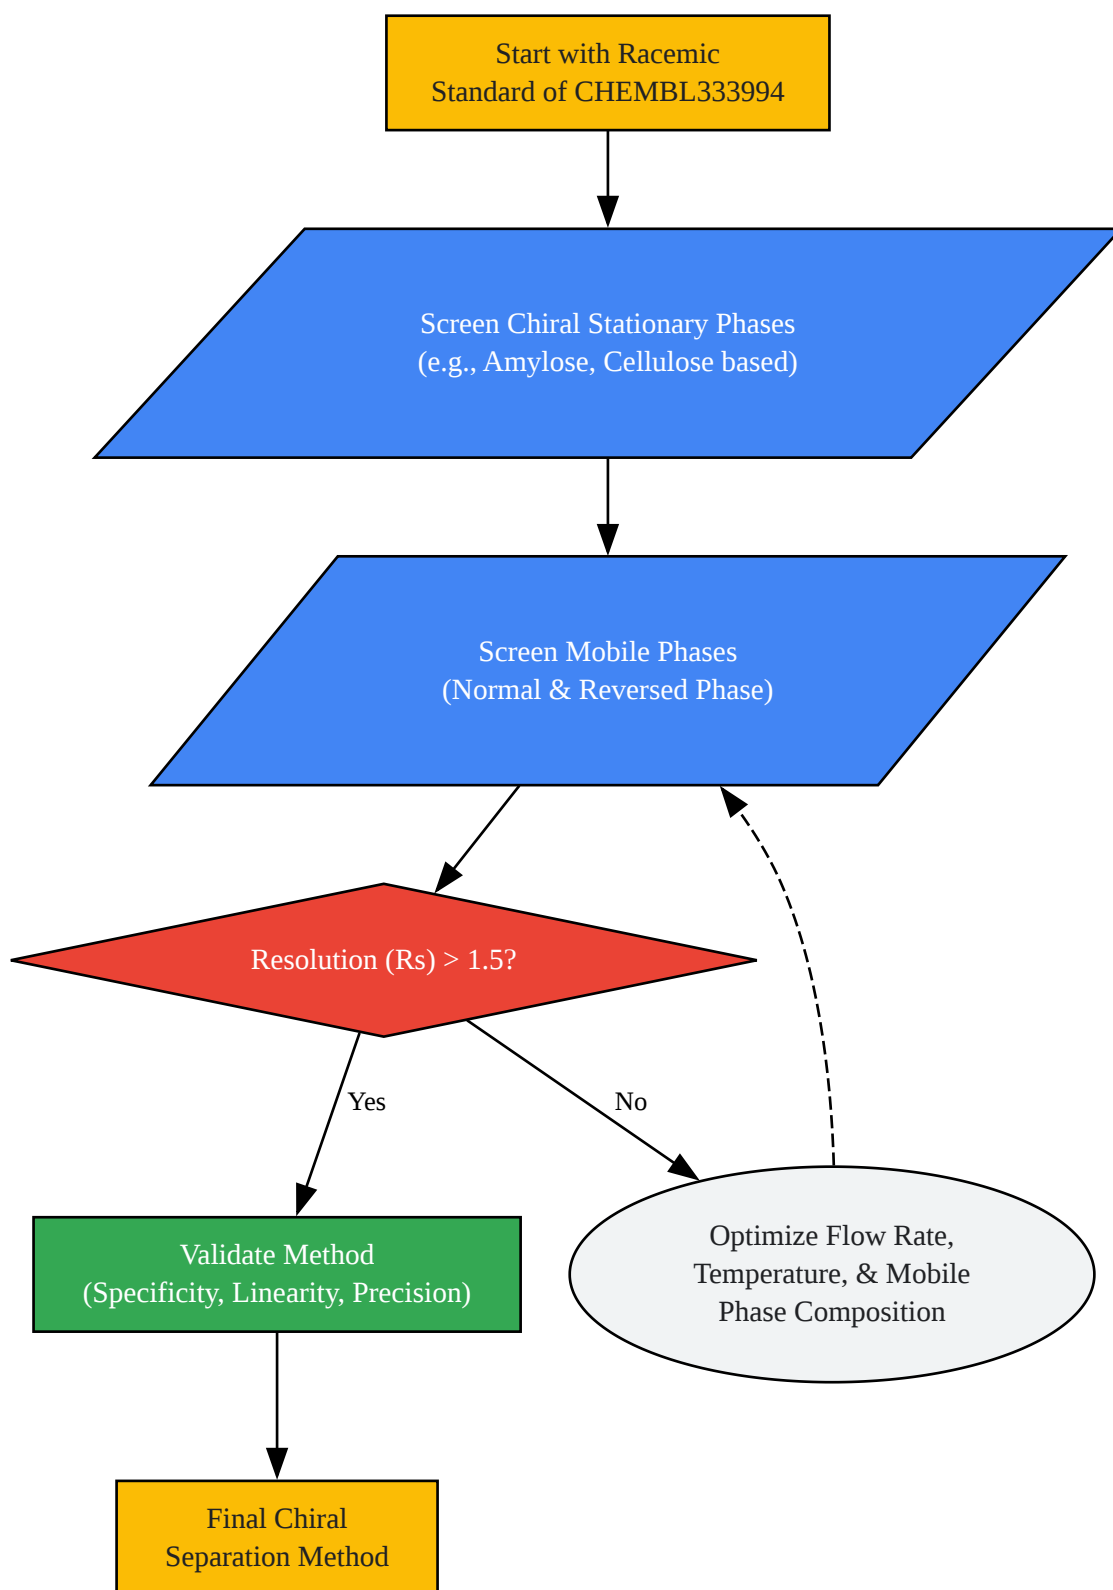 Start with Racemic
Standard of CHEMBL333994
Screen Chiral Stationary Phases
(e.g., Amylose, Cellulose based)
Screen Mobile Phases
(Normal & Reversed Phase)
Resolution (Rs) > 1.5?
Yes
No
Validate Method
(Specificity, Linearity, Precision)
Optimize Flow Rate,
Temperature, & Mobile
Phase Composition
Final Chiral
Separation Method